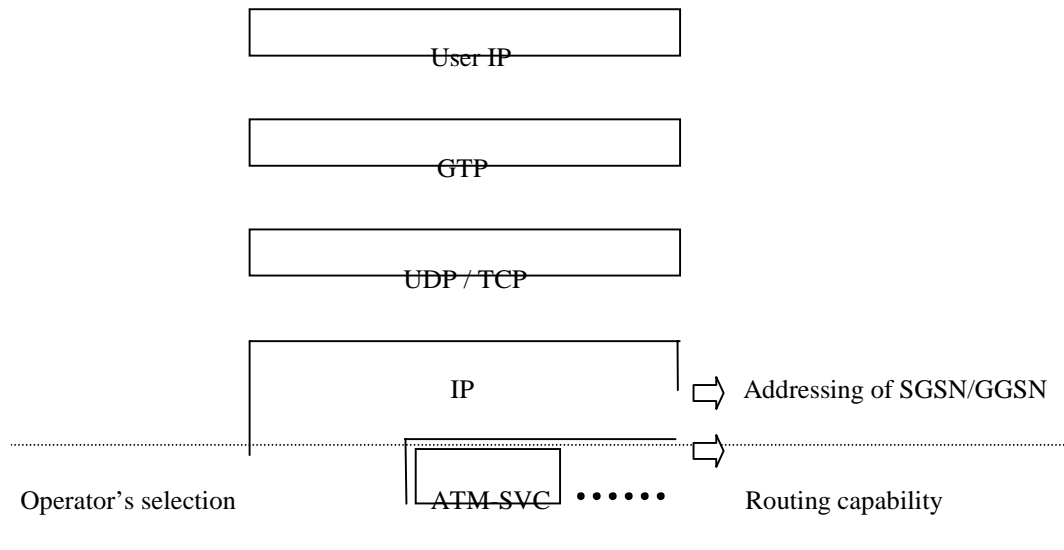 User IP
GTP
UDP / TCP
IP
Addressing of SGSN/GGSN
Operator's selection
ATM-SVC
••••••
Routing capability